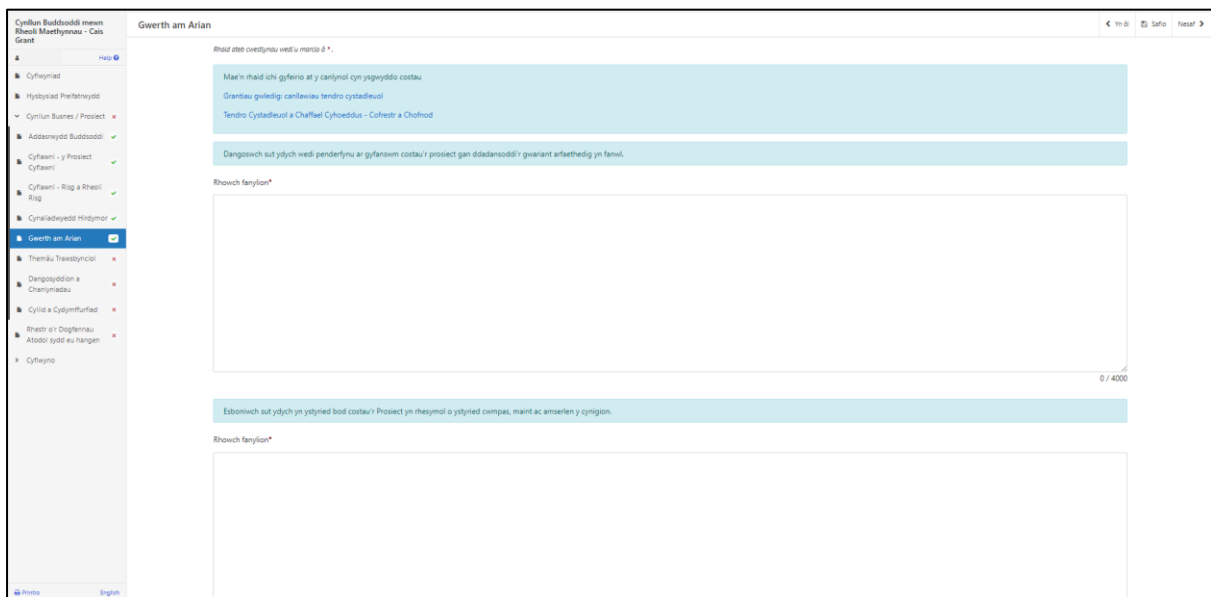 Cynllun Buddsoddi mewn
Rheoli Maethynnau - Cais
Grant
Help
Cyflwyniad
Hysbysiad Preifatrwydd
Cynllun Busnes / Prosiect
Addasrwydd Buddsoddi
Cyflawni - y Prosiect
Cyflawni
Cyflawni - Risg a Rheoli
Risg
Cynaliadwyedd Hirdymor
Gwerth am Arian
Themâu Trawsbynciol
Dangosyddion a
Chanlyniadau
Cyllid a Cydymffurfiad
Rhestr o'r Dogfennau
Atodol sydd eu hangen
Cyflwyno
Printio English
Gwerth am Arian
Yn ôl Safio Nesaf
Rhaid ateb cwestiynau wedi'u marcio â *.
Mae'n rhaid ichi gyfeirio at y canlynol cyn ysgwyddo costau
Grantiau gwledig: canllawiau tendro cystadleuol
Tendro Cystadleuol a Chaffael Cyhoeddus - Cofrestr a Chofnod
Dangoswch sut ydych wedi penderfynu ar gyfanswm costau'r prosiect gan ddadansoddi'r gwariant arfaethedig yn fanwl.
Rhowch fanylion*
0 / 4000
Esboniwch sut ydych yn ystyried bod costau'r Prosiect yn rhesymol o ystyried cwmpas, maint ac amserlen y cynigion.
Rhowch fanylion*